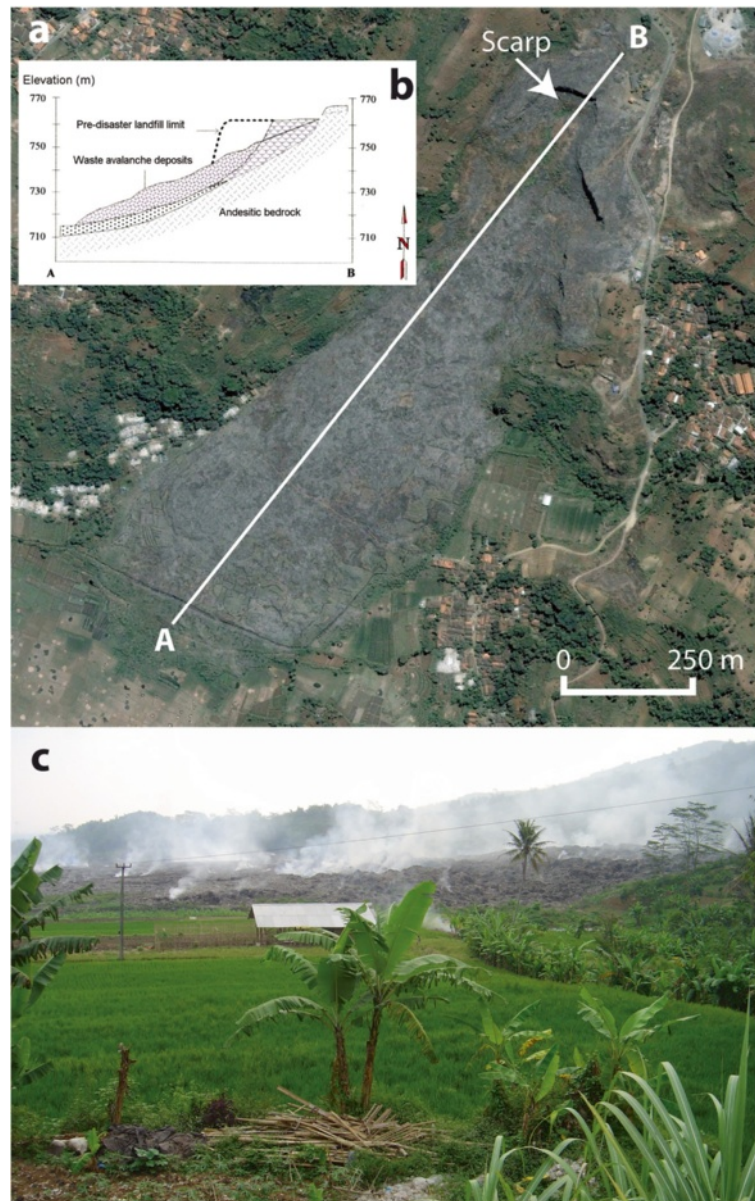 a
Scarp
B
b
Elevation (m)
770
770
Pre-disaster landfill limit
750
750
Waste avalanche deposits
730
730
Andesitic bedrock
710
710
A
B
N
A
0
250 m
c